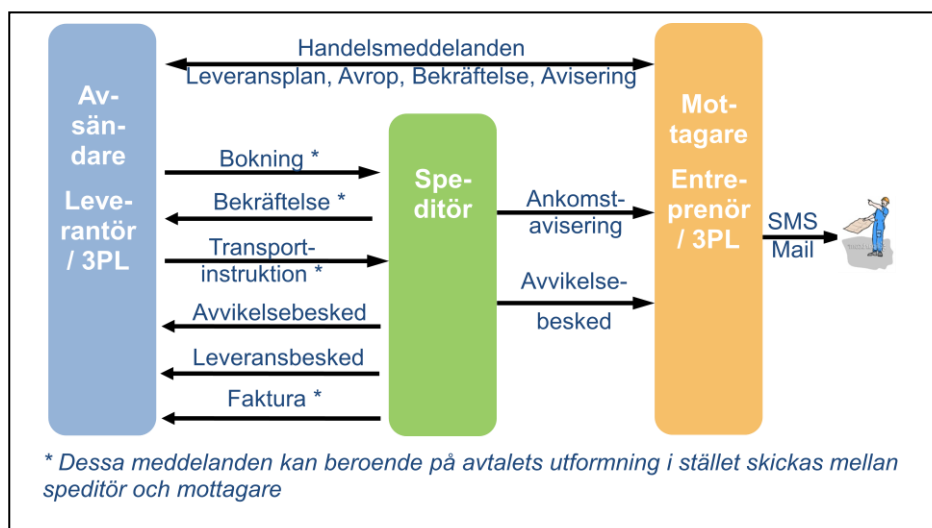 Handelsmeddelanden
Leveransplan, Avrop, Bekräftelse, Avisering
Av-
sän-
dare
Leve-
rantör
/ 3PL
Bokning *
Bekräftelse *
Transport-
instruktion *
Avvikelsebesked
Leveransbesked
Faktura *
Spe-
ditör
Ankomst-
avisering
Avvikelse-
besked
Mot-
tagare
Entre-
prenör
/ 3PL
SMS
Mail
* Dessa meddelanden kan beroende på avtalets utformning i stället skickas mellan
speditör och mottagare